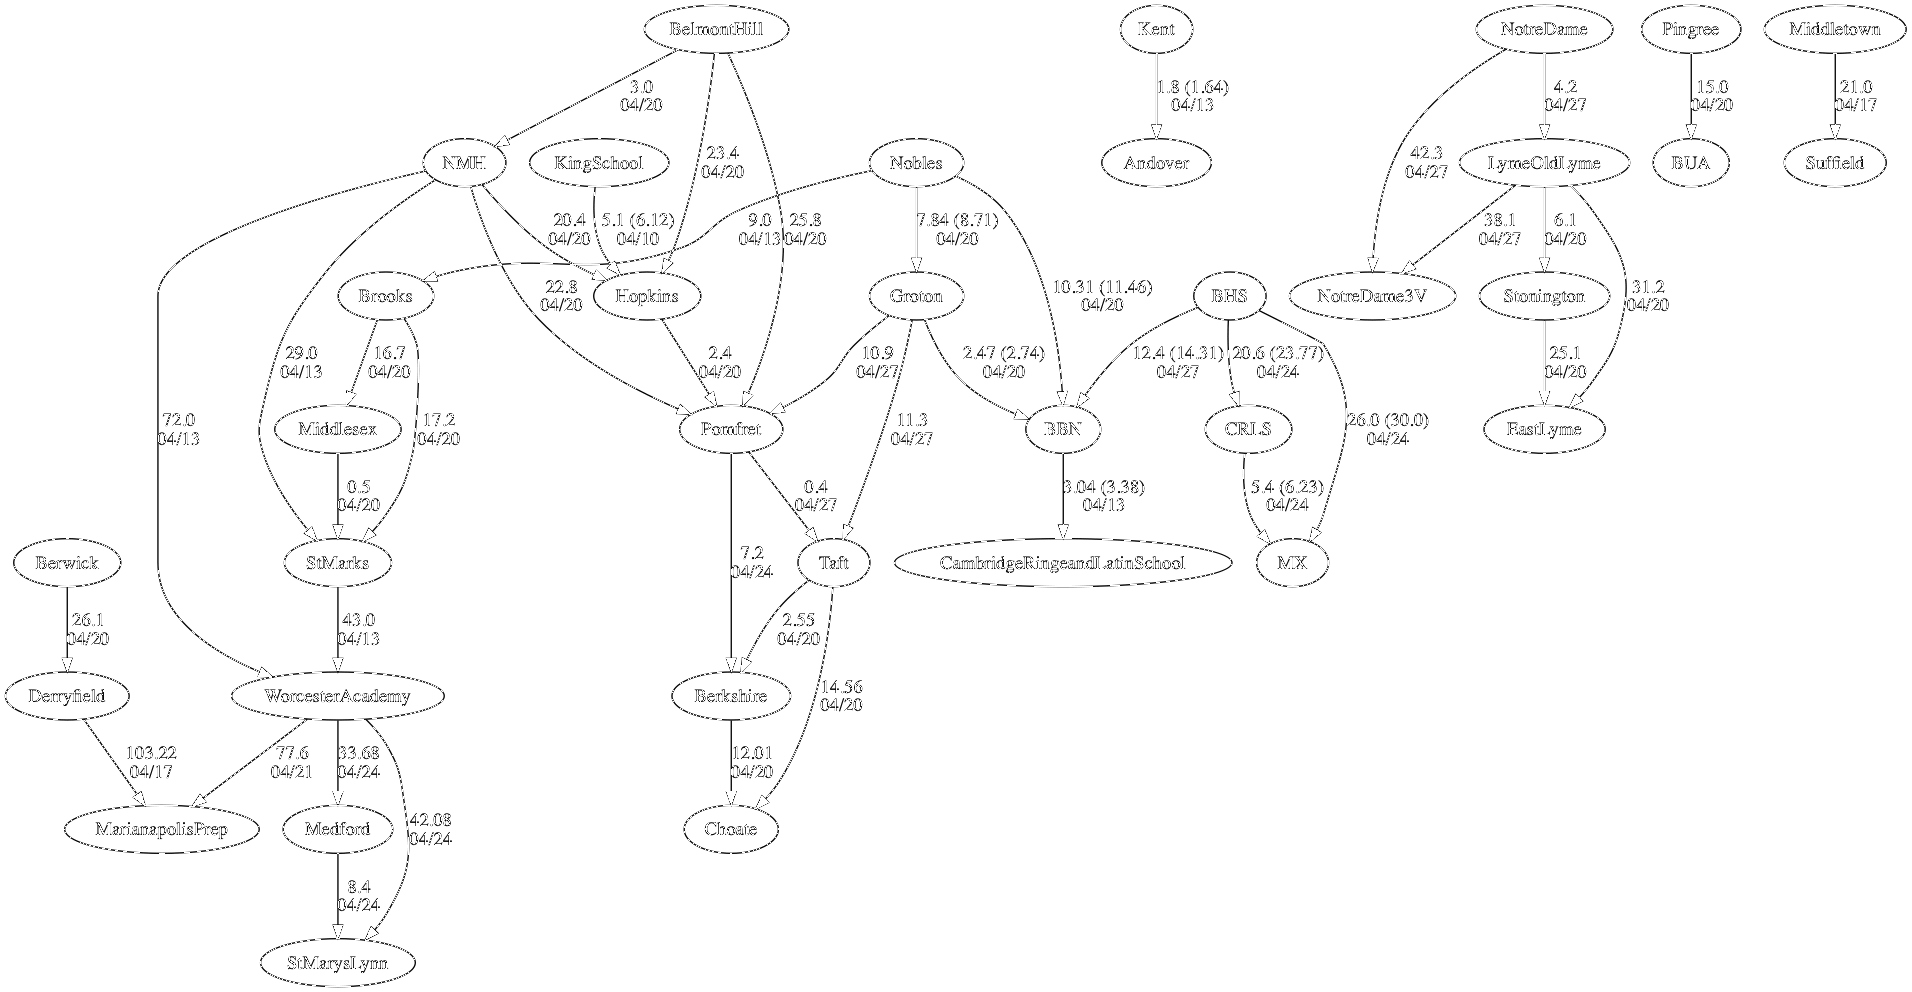 BelmontHill
Kent
NotreDame
Pingree
Middletown
3.0
04/20
1.8 (1.64)
04/13
4.2
04/27
15.0
04/20
21.0
04/17
NMH
KingSchool
23.4
04/20
Nobles
Andover
42.3
04/27
LymeOldLyme
BUA
Suffield
20.4
04/20
5.1 (6.12)
04/10
9.0
04/13
25.8
04/20
7.84 (8.71)
04/20
38.1
04/27
6.1
04/20
Brooks
22.8
04/20
Hopkins
Groton
10.31 (11.46)
04/20
BHS
NotreDame3V
Stonington
31.2
04/20
29.0
04/13
16.7
04/20
2.4
04/20
10.9
04/27
2.47 (2.74)
04/20
12.4 (14.31)
04/27
20.6 (23.77)
04/24
25.1
04/20
72.0
04/13
Middlesex
17.2
04/20
Pomfret
11.3
04/27
BBN
CRLS
26.0 (30.0)
04/24
EastLyme
0.5
04/20
0.4
04/27
3.04 (3.38)
04/13
5.4 (6.23)
04/24
Berwick
StMarks
7.2
04/24
Taft
CambridgeRingeandLatinSchool
MX
26.1
04/20
43.0
04/13
2.55
04/20
Derryfield
WorcesterAcademy
Berkshire
14.56
04/20
103.22
04/17
77.6
04/21
33.68
04/24
12.01
04/20
MarianapolisPrep
Medford
42.08
04/24
Choate
8.4
04/24
StMarysLynn